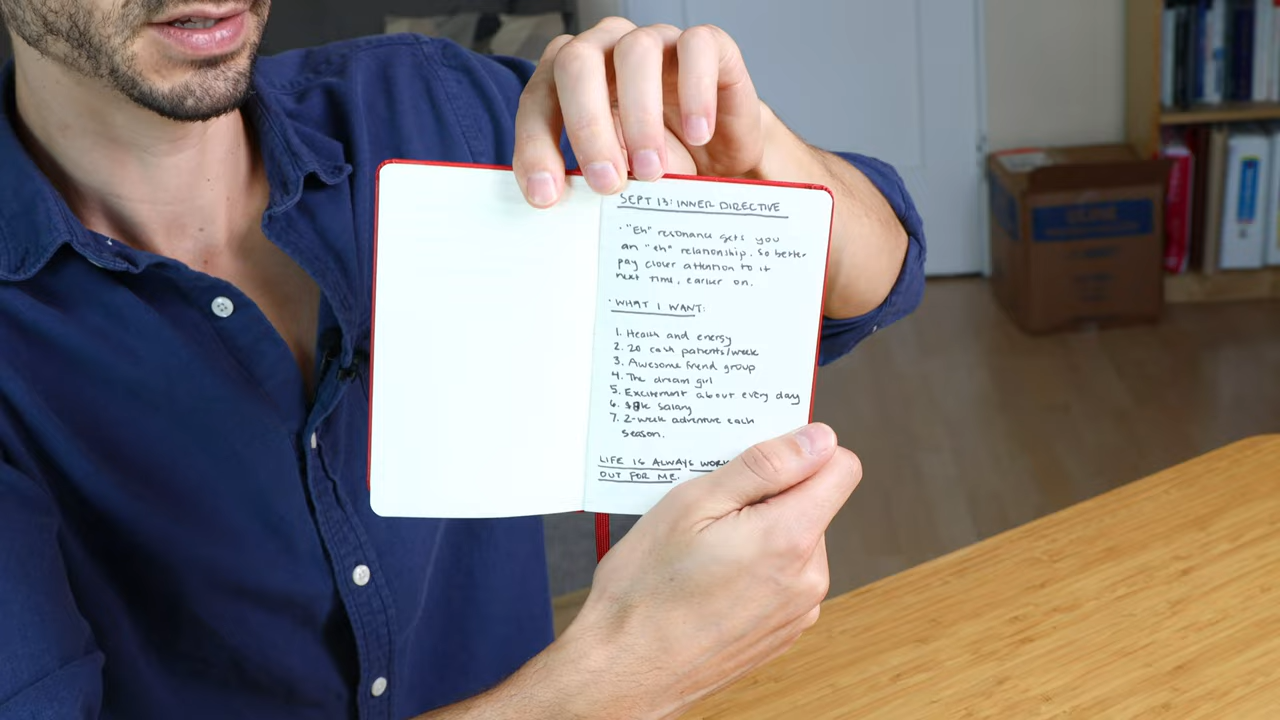 SEPT 13: INNER DIRECTIVE
· "Eh" resonance gets you
an "eh" relationship. So better
pay closer attention to it
next time, earlier on.
· WHAT I WANT:
1. Health and energy
2. 20 cash patients/week
3. Awesome friend group
4. The dream girl
5. Excitement about every day
6. Salary
7. 2-week adventure each
season.
LIFE IS ALWAYS
OUT FOR ME.